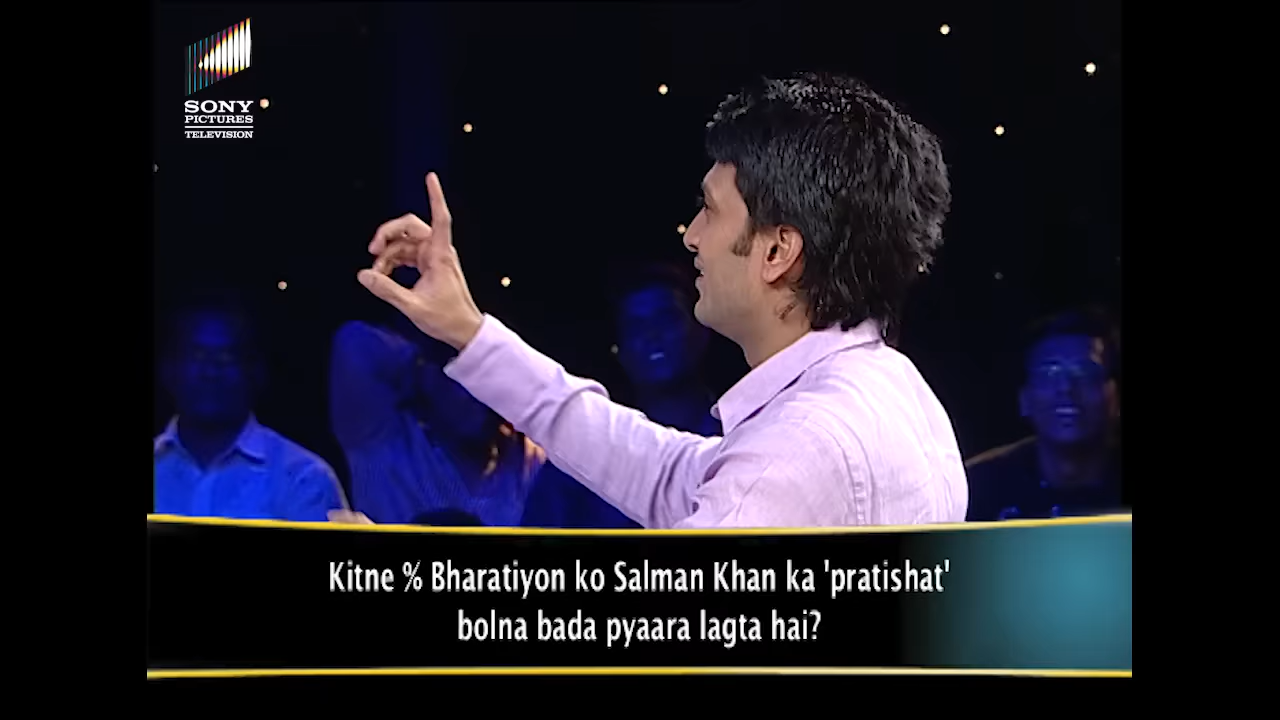 SONY
PICTURES
TELEVISION
Kitne % Bharatiyon ko Salman Khan ka 'pratishat'
bolna bada pyaara lagta hai?